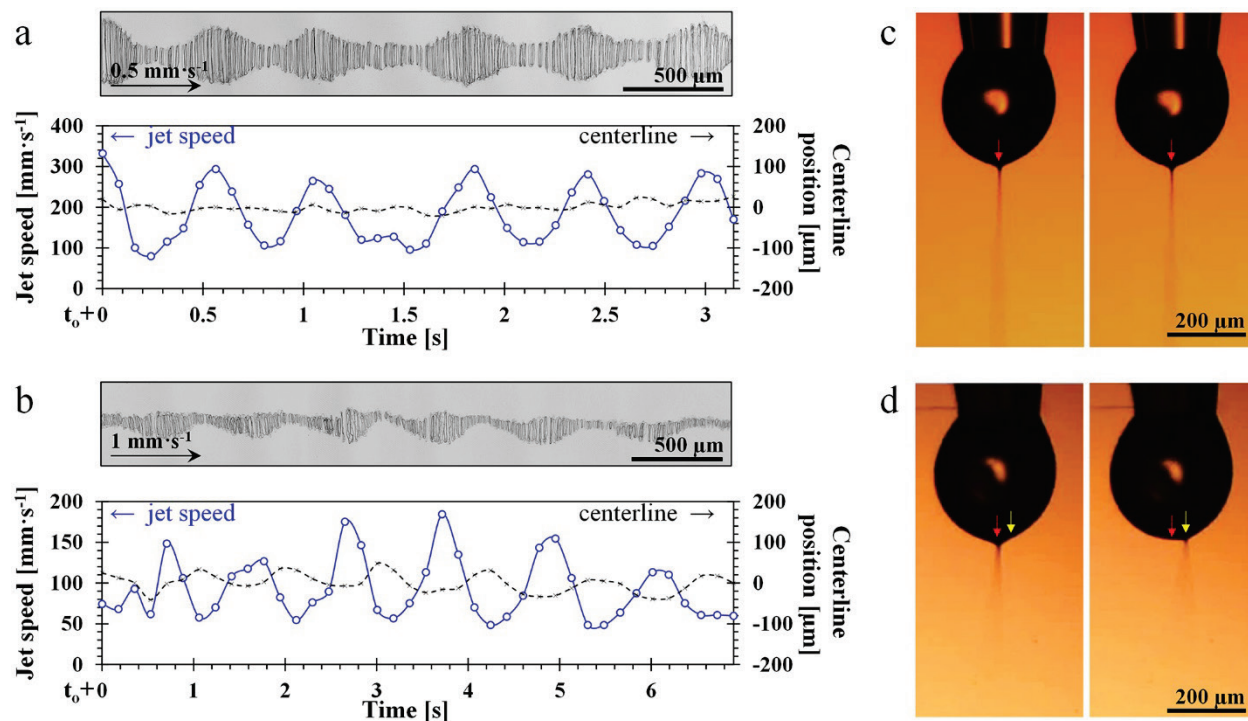 a
0.5 mm·s⁻¹
500 μm
← jet speed
centerline →
Jet speed [mm·s⁻¹]
400
300
200
100
0
200
100
0
-100
-200
Centerline
position [μm]
tₒ+0 0.5 1 1.5 2 2.5 3
Time [s]
b
1 mm·s⁻¹
500 μm
← jet speed
centerline →
Jet speed [mm·s⁻¹]
200
150
100
50
0
200
100
0
-100
-200
Centerline
position [μm]
tₒ+0 1 2 3 4 5 6
Time [s]
c
200 μm
d
200 μm